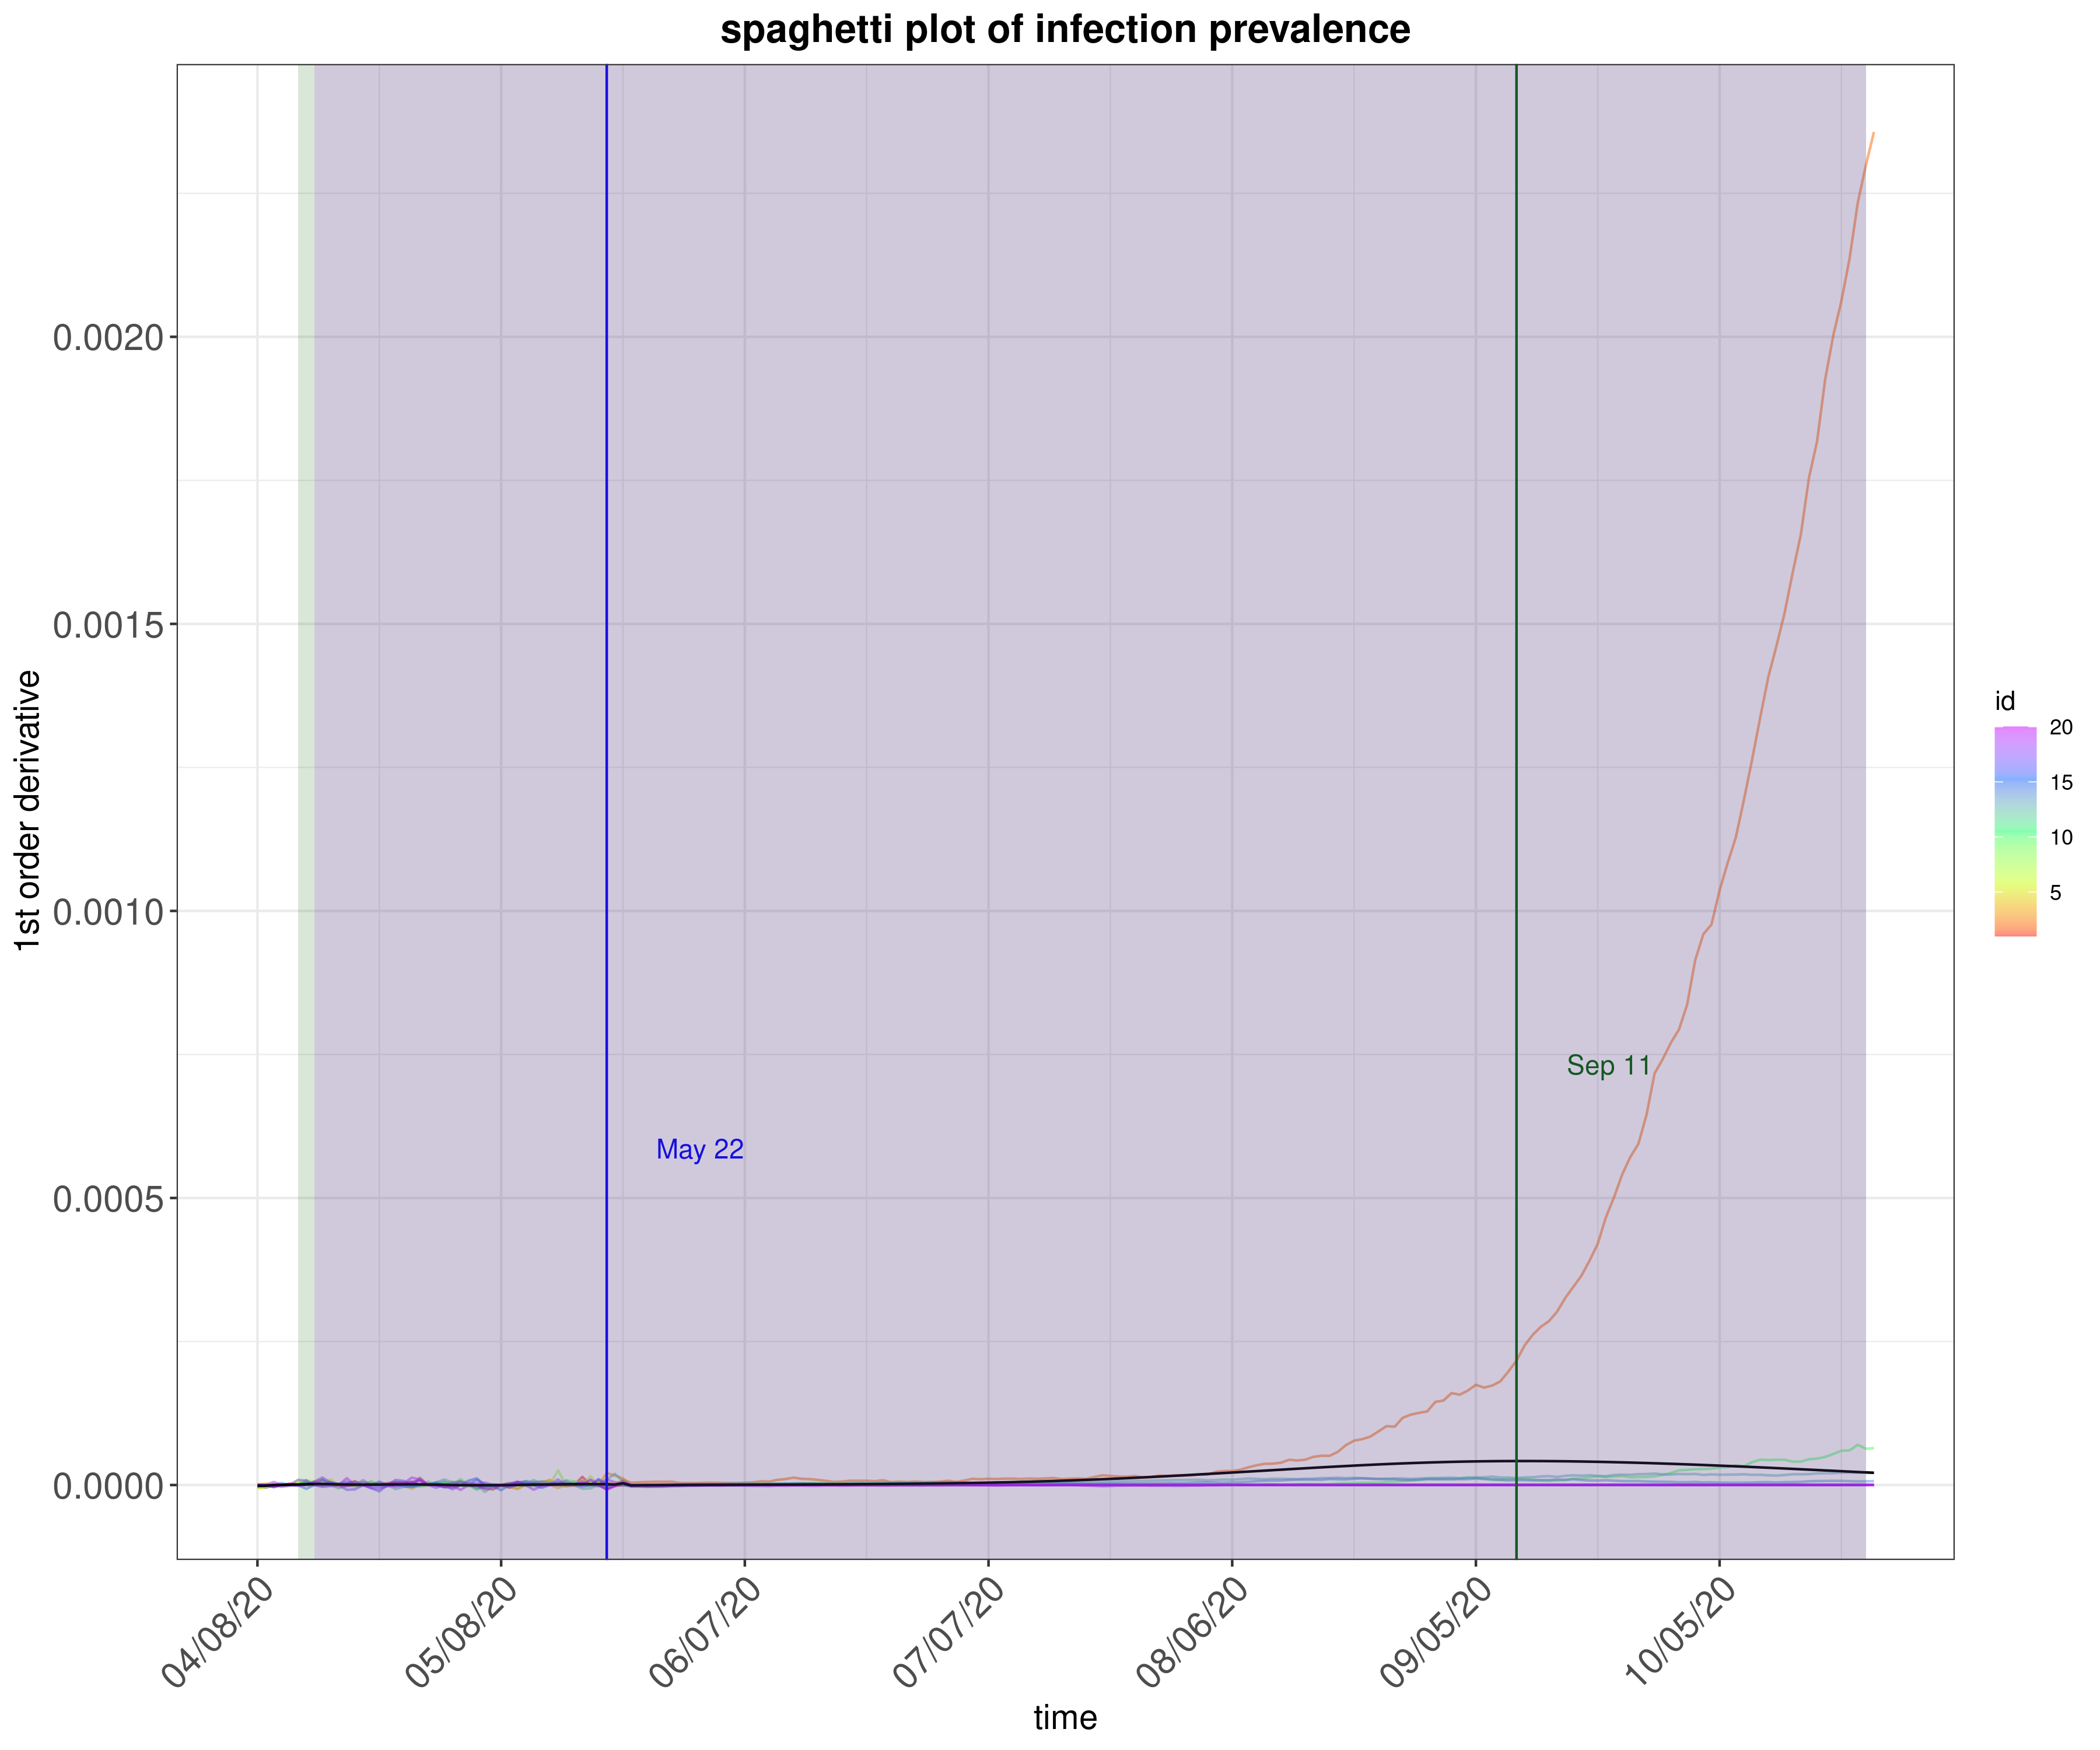 spaghetti plot of infection prevalence
1st order derivative
0.0020
0.0015
0.0010
0.0005
0.0000
Sep 11
May 22
id
20
15
10
5
04/08/20
05/08/20
06/07/20
07/07/20
08/06/20
09/05/20
10/05/20
time